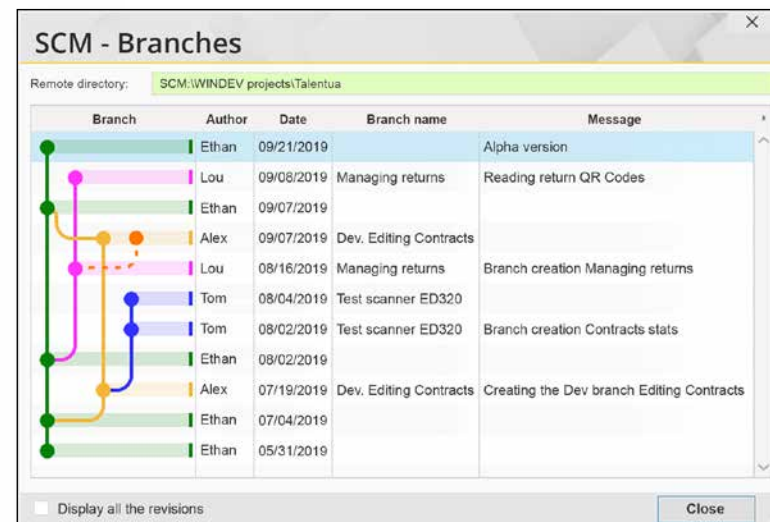 SCM - Branches
Remote directory: SCM:\WINDEV projects\Talentua
Branch Author Date Branch name Message
Ethan 09/21/2019 Alpha version
Lou 09/08/2019 Managing returns Reading return QR Codes
Ethan 09/07/2019
Alex 09/07/2019 Dev. Editing Contracts
Lou 08/16/2019 Managing returns Branch creation Managing returns
Tom 08/04/2019 Test scanner ED320
Tom 08/02/2019 Test scanner ED320 Branch creation Contracts stats
Ethan 08/02/2019
Alex 07/19/2019 Dev. Editing Contracts Creating the Dev branch Editing Contracts
Ethan 07/04/2019
Ethan 05/31/2019
Display all the revisions Close